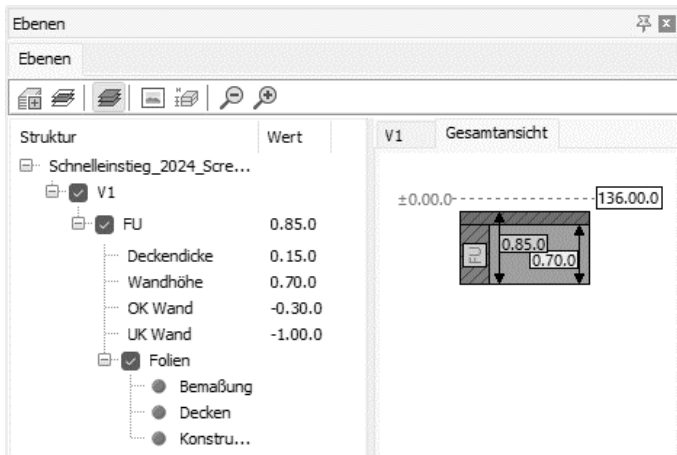 Ebenen
Ebenen
Struktur Wert
Schnelleinstieg_2024_Scre...
V1
FU 0.85.0
Deckendicke 0.15.0
Wandhöhe 0.70.0
OK Wand -0.30.0
UK Wand -1.00.0
Folien
Bemaßung
Decken
Konstru...
V1 Gesamtansicht
±0.00.0 136.00.0
FU 0.85.0
0.70.0